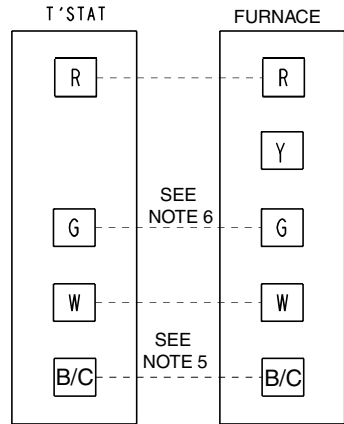 T'STAT FURNACE
R R
Y
SEE
NOTE 6
G G
W W
SEE
NOTE 5
B/C B/C